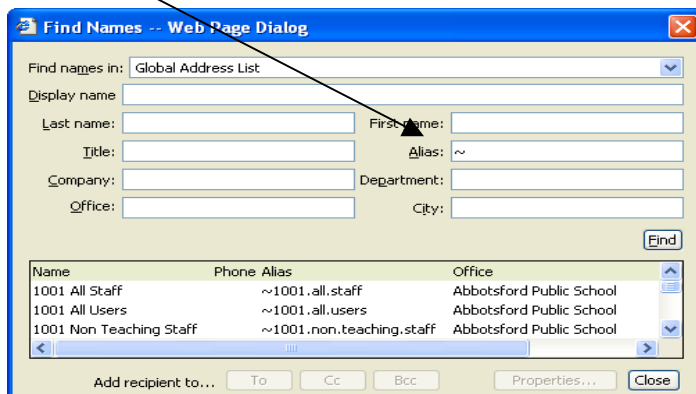 Find Names -- Web Page Dialog
Find names in: Global Address List
Display name
Last name: First name:
Title: Alias: ~
Company: Department:
Office: City:
Find
Name Phone Alias Office
1001 All Staff ~1001.all.staff Abbotsford Public School
1001 All Users ~1001.all.users Abbotsford Public School
1001 Non Teaching Staff ~1001.non.teaching.staff Abbotsford Public School
Add recipient to... To Cc Bcc Properties... Close